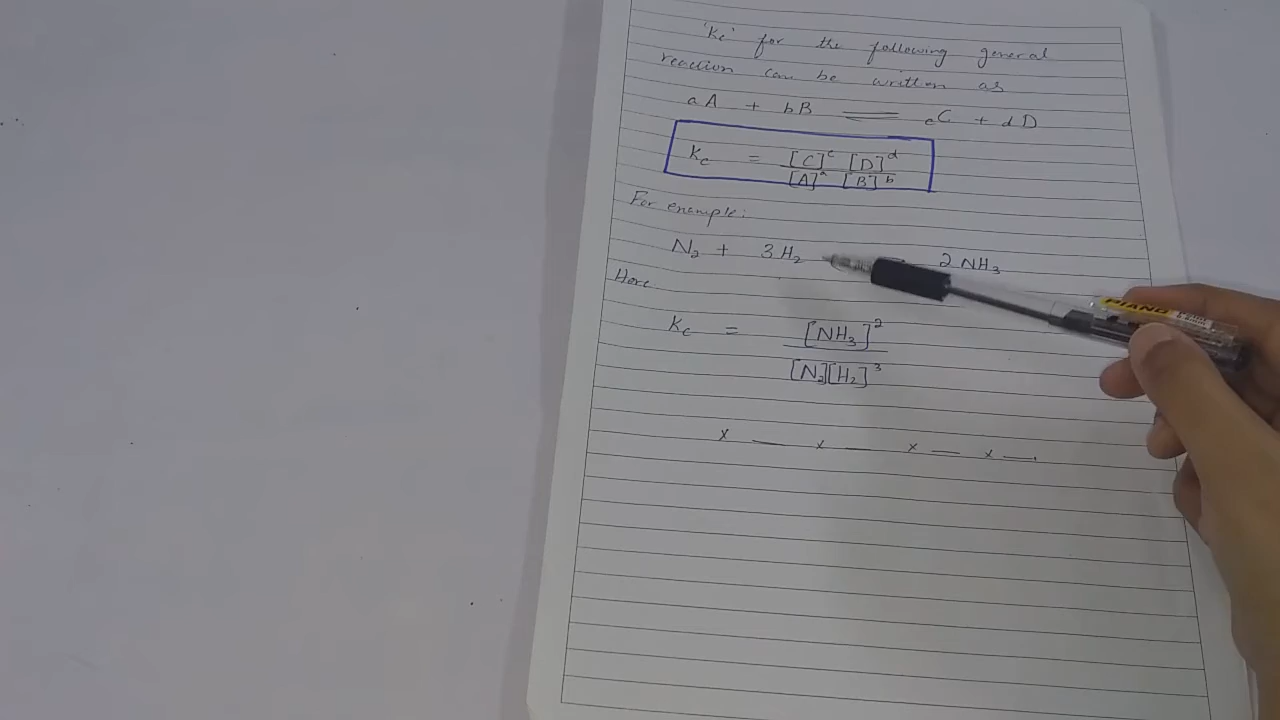 'Kc' for the following general
reaction can be written as
aA + bB ⇌ cC + dD
Kc = [C]^c [D]^d / [A]^a [B]^b
For example:
N₂ + 3H₂ 2NH₃
Here
Kc = [NH₃]² / [N₂][H₂]³
x — x — x — x —.
PIANO